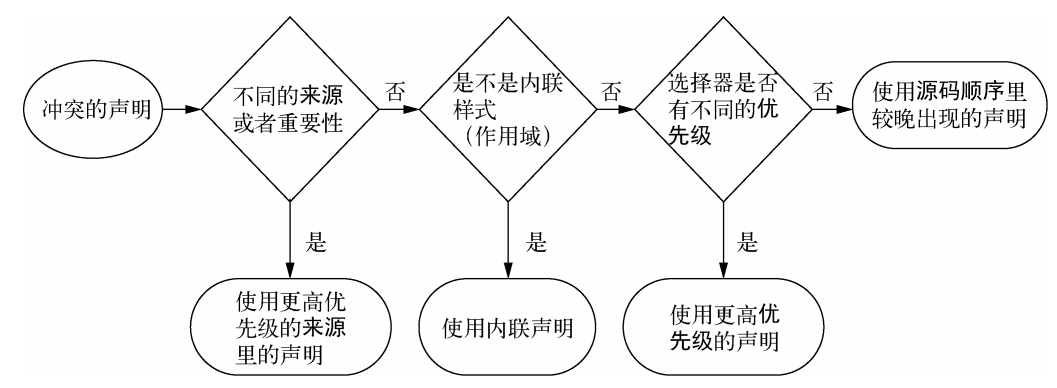 冲突的声明
不同的来源
或者重要性
否
是不是内联
样式
（作用域）
否
选择器是否
有不同的优
先级
否
使用源码顺序里
较晚出现的声明
是
使用更高优
先级的来源
里的声明
是
使用内联声明
是
使用更高优
先级的声明